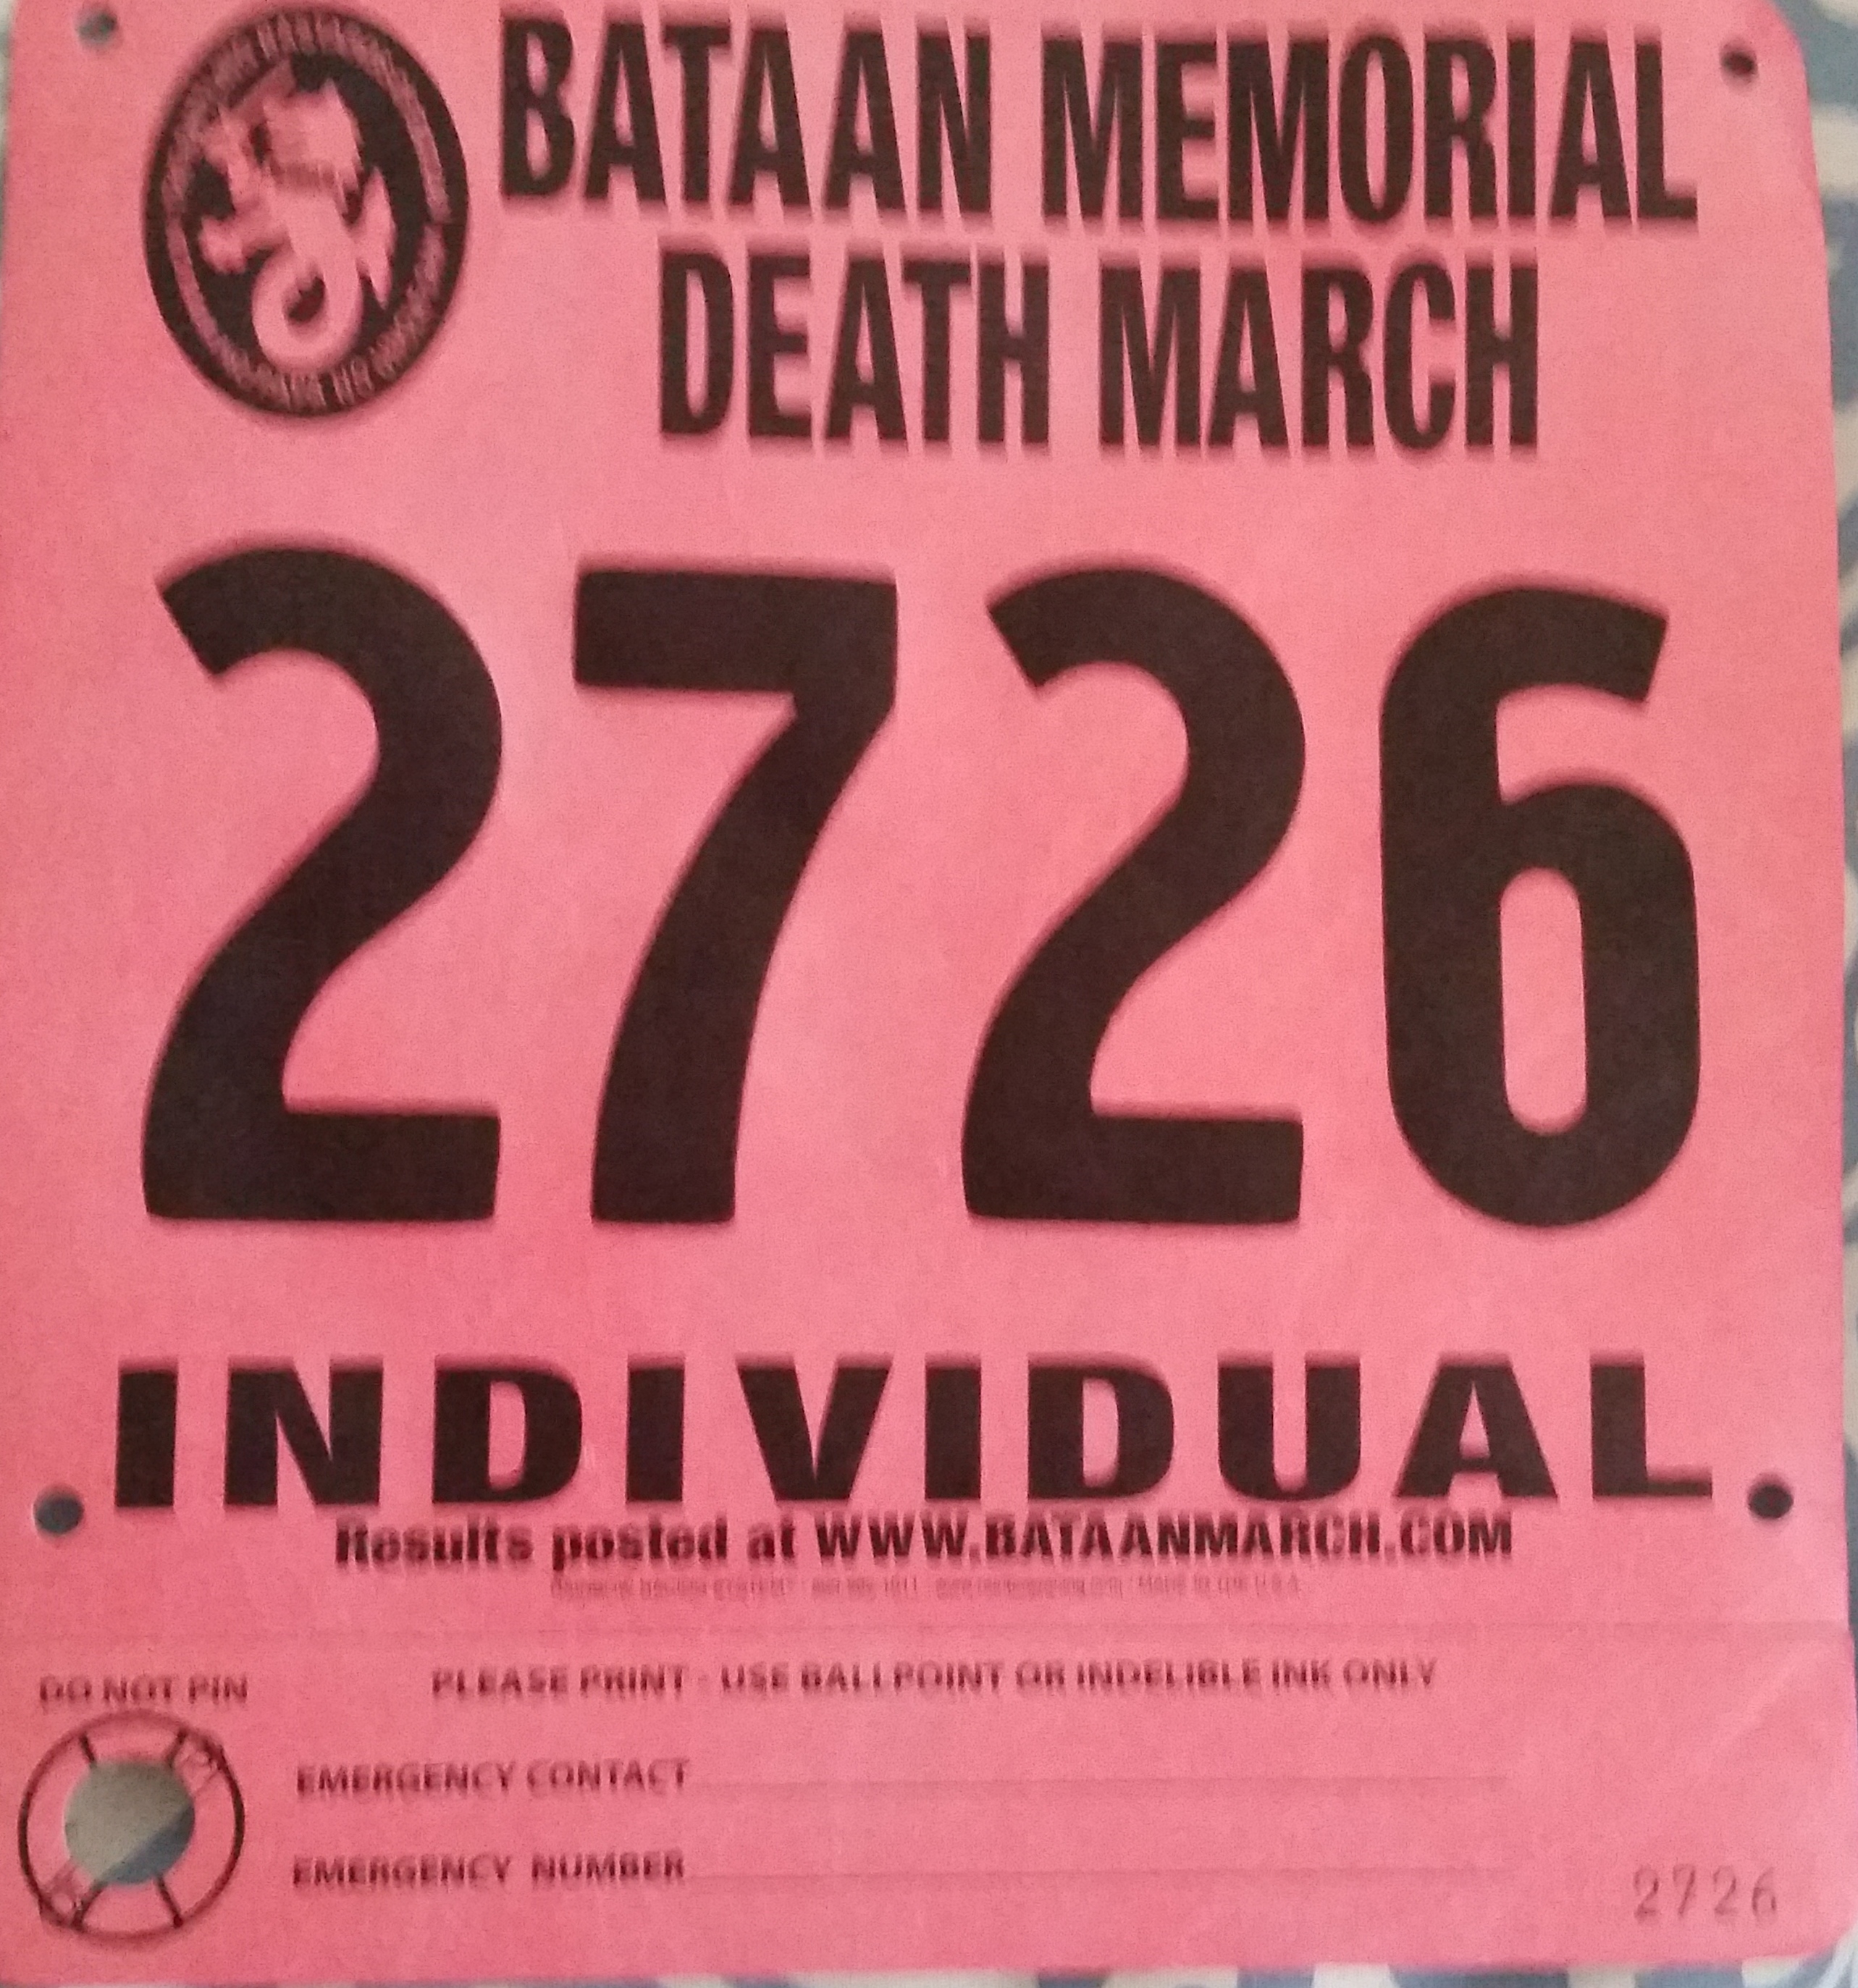 BATAAN MEMORIAL
DEATH MARCH
2726
INDIVIDUAL
Results posted at WWW.BATAANMARCH.COM
DO NOT PIN
PLEASE PRINT - USE BALLPOINT OR INDELIBLE INK ONLY
EMERGENCY CONTACT
EMERGENCY NUMBER
2726